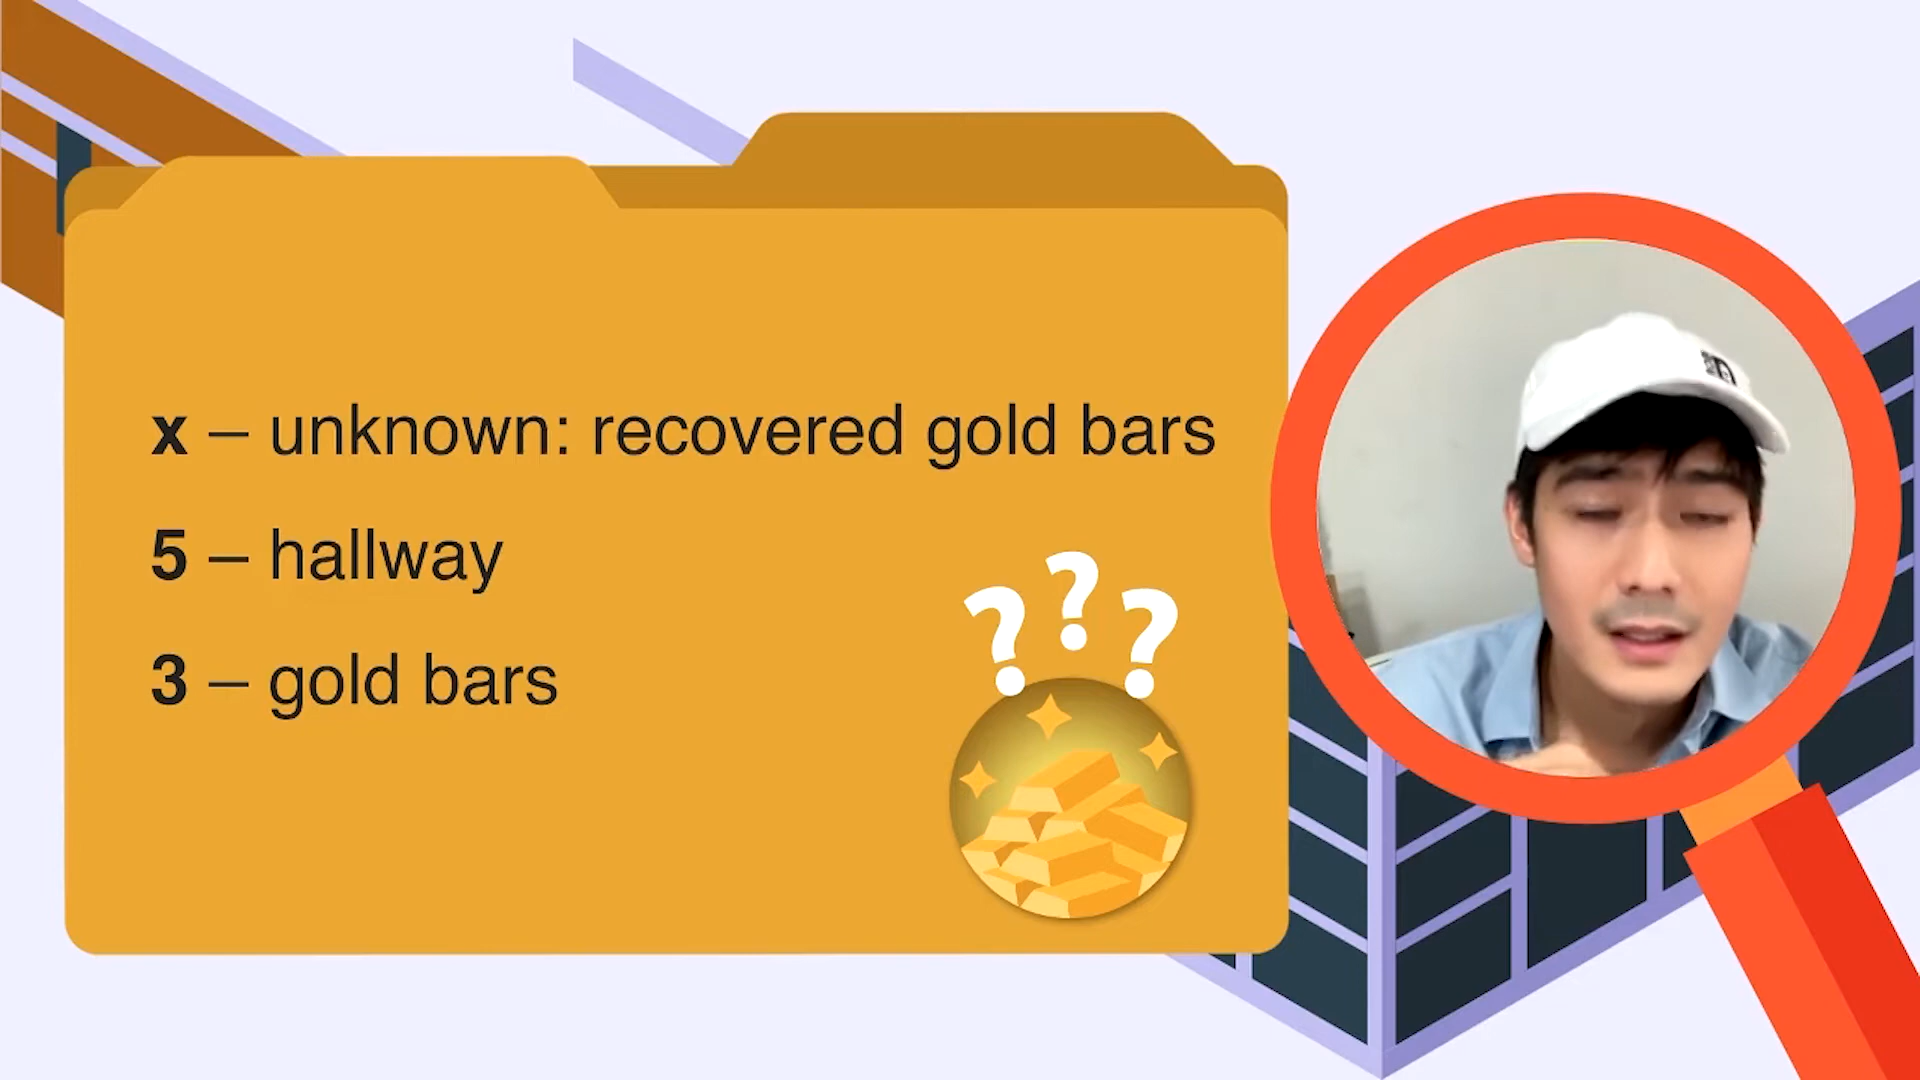 x – unknown: recovered gold bars
5 – hallway
3 – gold bars
? ? ?